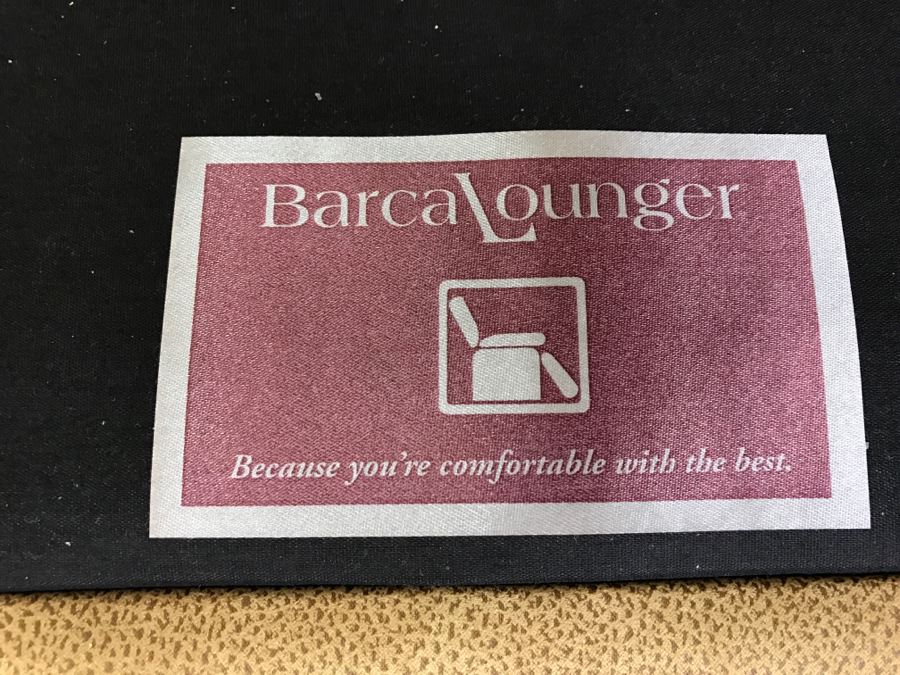 BarcaLounger
Because you're comfortable with the best.